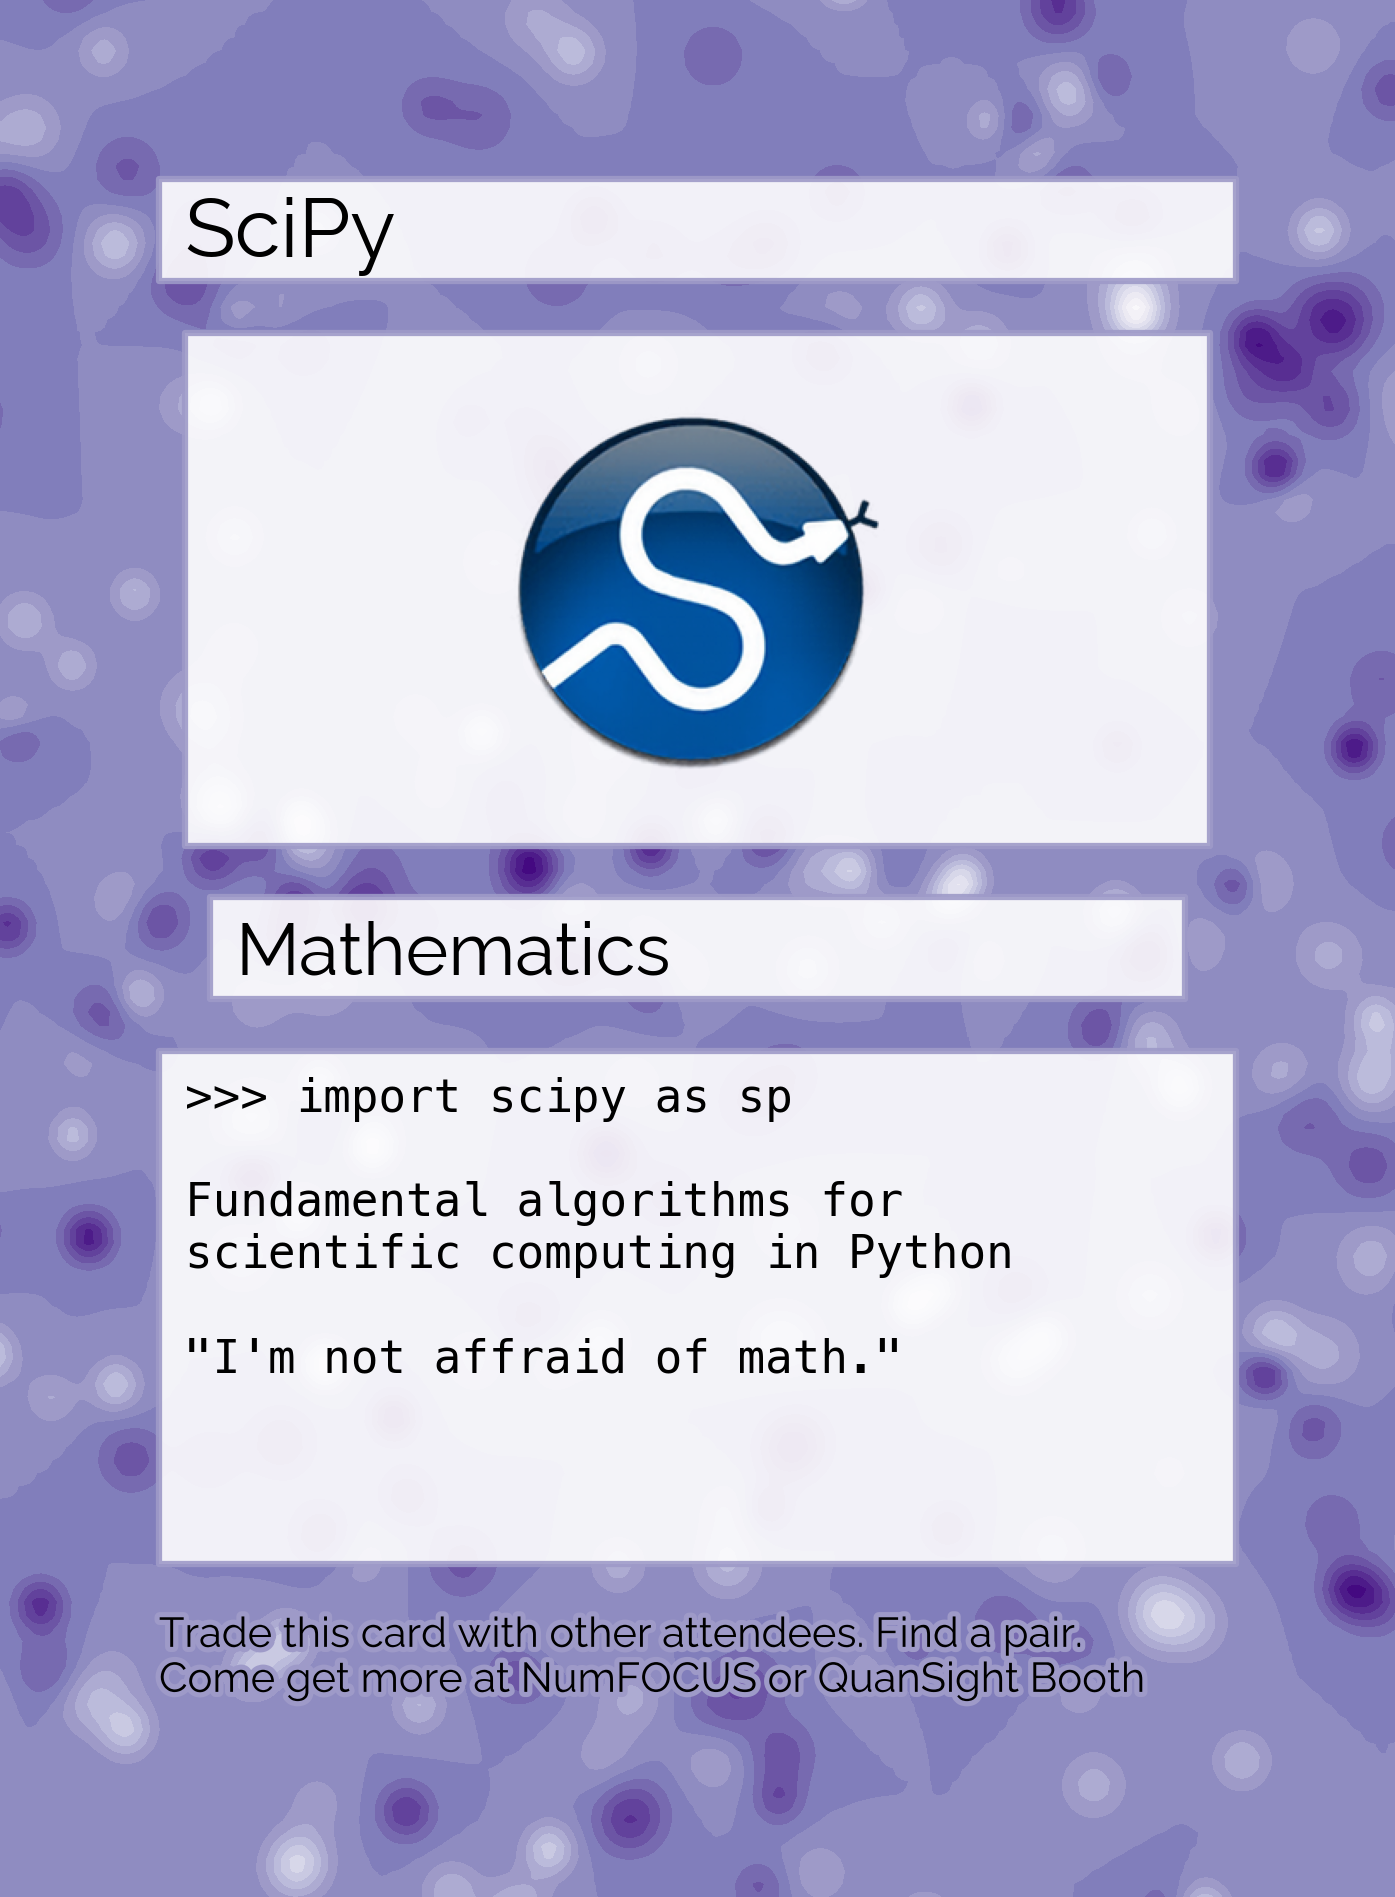 SciPy
Mathematics
>>> import scipy as sp
Fundamental algorithms for
scientific computing in Python
"I'm not affraid of math."
Trade this card with other attendees. Find a pair.
Come get more at NumFOCUS or QuanSight Booth